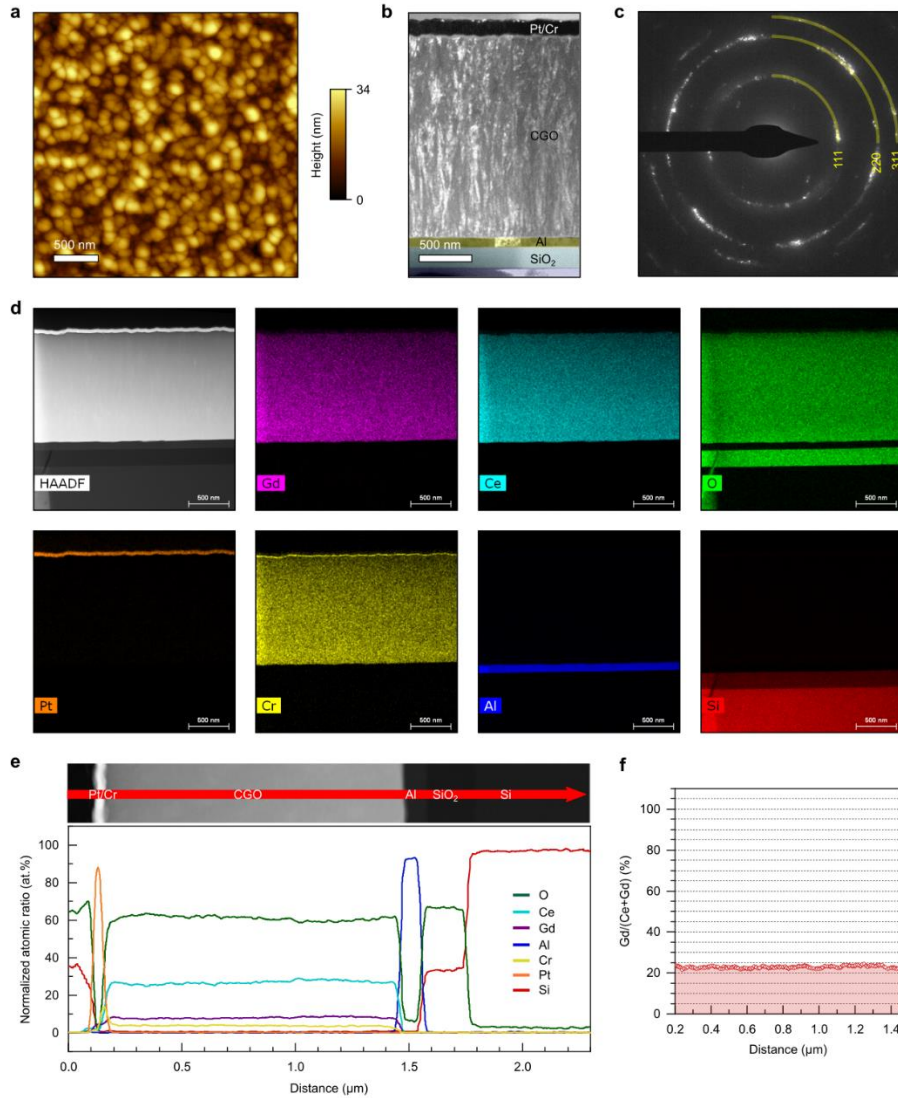 a
500 nm
34
Height (nm)
0
b
Pt/Cr
CGO
Al
500 nm
SiO₂
c
111
220
311
d
HAADF
500 nm
Gd
500 nm
Ce
500 nm
O
500 nm
Pt
500 nm
Cr
500 nm
Al
500 nm
Si
500 nm
e
Pt/Cr
CGO
Al
SiO₂
Si
Normalized atomic ratio (at.%)
100
80
60
40
20
0
O
Ce
Gd
Al
Cr
Pt
Si
0.0
0.5
1.0
1.5
2.0
Distance (µm)
f
Gd/(Ce+Gd) (%)
100
80
60
40
20
0
0.2
0.4
0.6
0.8
1.0
1.2
1.4
Distance (µm)